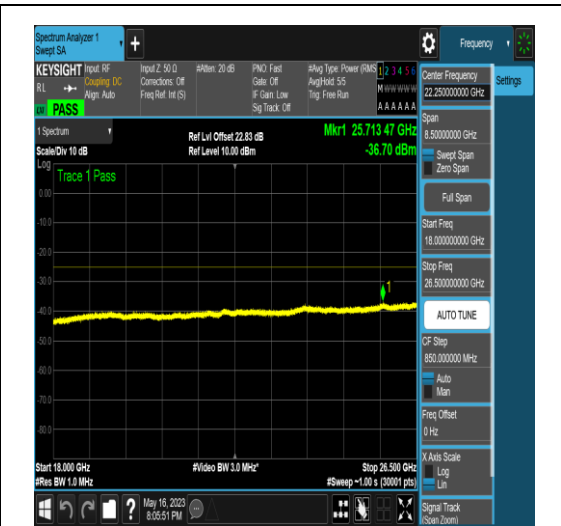 Spectrum Analyzer 1
Swept SA
+
Frequency
KEYSIGHT
RL
PASS
Input: RF
Coupling: DC
Align: Auto
Input Z: 50 Ω
Corrections: Off
Freq Ref: Int (S)
#Atten: 20 dB
PNO: Fast
Gate: Off
IF Gain: Low
Sig Track: Off
#Avg Type: Power (RMS
Avg|Hold: 5/5
Trig: Free Run
1 2 3 4 5 6
M W W W W W
A A A A A A
Center Frequency
22.250000000 GHz
Settings
1 Spectrum
Scale/Div 10 dB
Ref Lvl Offset 22.83 dB
Ref Level 10.00 dBm
Mkr1 25.713 47 GHz
-36.70 dBm
Span
8.50000000 GHz
Swept Span
Zero Span
Log
Trace 1 Pass
0.00
-10.0
-20.0
-30.0
-40.0
-50.0
-60.0
-70.0
-80.0
1
Full Span
Start Freq
18.000000000 GHz
Stop Freq
26.500000000 GHz
AUTO TUNE
CF Step
850.000000 MHz
Auto
Man
Freq Offset
0 Hz
X Axis Scale
Log
Lin
Signal Track
(Span Zoom)
Start 18.000 GHz
#Res BW 1.0 MHz
#Video BW 3.0 MHz*
Stop 26.500 GHz
#Sweep ~1.00 s (30001 pts)
?
May 16, 2023
8:05:51 PM